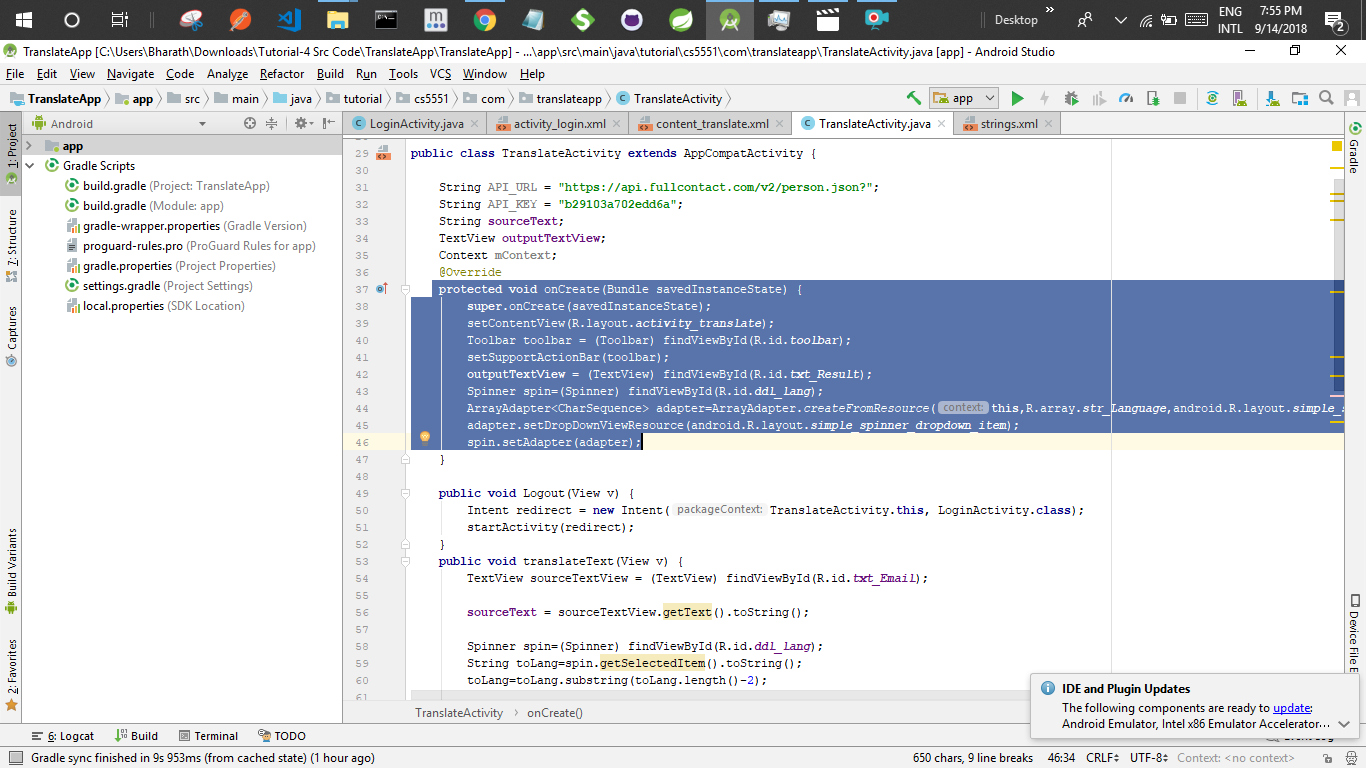 Desktop
»
ENG
INTL
7:55 PM
9/14/2018
2
TranslateApp [C:\Users\Bharath\Downloads\Tutorial-4 Src Code\TranslateApp\TranslateApp] - ...\app\src\main\java\tutorial\cs5551\com\translateapp\TranslateActivity.java [app] - Android Studio
File Edit View Navigate Code Analyze Refactor Build Run Tools VCS Window Help
TranslateApp app src main java tutorial cs5551 com translateapp TranslateActivity app
Android
LoginActivity.java activity_login.xml content_translate.xml TranslateActivity.java strings.xml
1: Project
7: Structure
Captures
Build Variants
2: Favorites
app
Gradle Scripts
build.gradle (Project: TranslateApp)
build.gradle (Module: app)
gradle-wrapper.properties (Gradle Version)
proguard-rules.pro (ProGuard Rules for app)
gradle.properties (Project Properties)
settings.gradle (Project Settings)
local.properties (SDK Location)
29 public class TranslateActivity extends AppCompatActivity {
30
31 String API_URL = "https://api.fullcontact.com/v2/person.json?";
32 String API_KEY = "b29103a702edd6a";
33 String sourceText;
34 TextView outputTextView;
35 Context mContext;
36 @Override
37 protected void onCreate(Bundle savedInstanceState) {
38 super.onCreate(savedInstanceState);
39 setContentView(R.layout.activity_translate);
40 Toolbar toolbar = (Toolbar) findViewById(R.id.toolbar);
41 setSupportActionBar(toolbar);
42 outputTextView = (TextView) findViewById(R.id.txt_Result);
43 Spinner spin=(Spinner) findViewById(R.id.ddl_lang);
44 ArrayAdapter<CharSequence> adapter=ArrayAdapter.createFromResource( context: this,R.array.str_Language,android.R.layout.simple_s
45 adapter.setDropDownViewResource(android.R.layout.simple_spinner_dropdown_item);
46 spin.setAdapter(adapter);
47 }
48
49 public void Logout(View v) {
50 Intent redirect = new Intent( packageContext: TranslateActivity.this, LoginActivity.class);
51 startActivity(redirect);
52 }
53 public void translateText(View v) {
54 TextView sourceTextView = (TextView) findViewById(R.id.txt_Email);
55
56 sourceText = sourceTextView.getText().toString();
57
58 Spinner spin=(Spinner) findViewById(R.id.ddl_lang);
59 String toLang=spin.getSelectedItem().toString();
60 toLang=toLang.substring(toLang.length()-2);
61
Gradle
Device File E
TranslateActivity › onCreate()
IDE and Plugin Updates
The following components are ready to update:
Android Emulator, Intel x86 Emulator Accelerator...
6: Logcat Build Terminal TODO
Gradle sync finished in 9s 953ms (from cached state) (1 hour ago)
650 chars, 9 line breaks 46:34 CRLF UTF-8 Context: <no context>